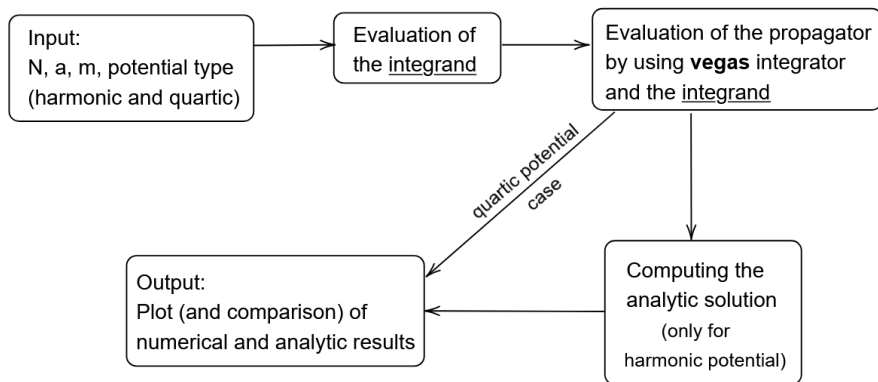 Input:
N, a, m, potential type
(harmonic and quartic)
Evaluation of
the integrand
Evaluation of the propagator
by using vegas integrator
and the integrand
quartic potential
case
Computing the
analytic solution
(only for
harmonic potential)
Output:
Plot (and comparison) of
numerical and analytic results